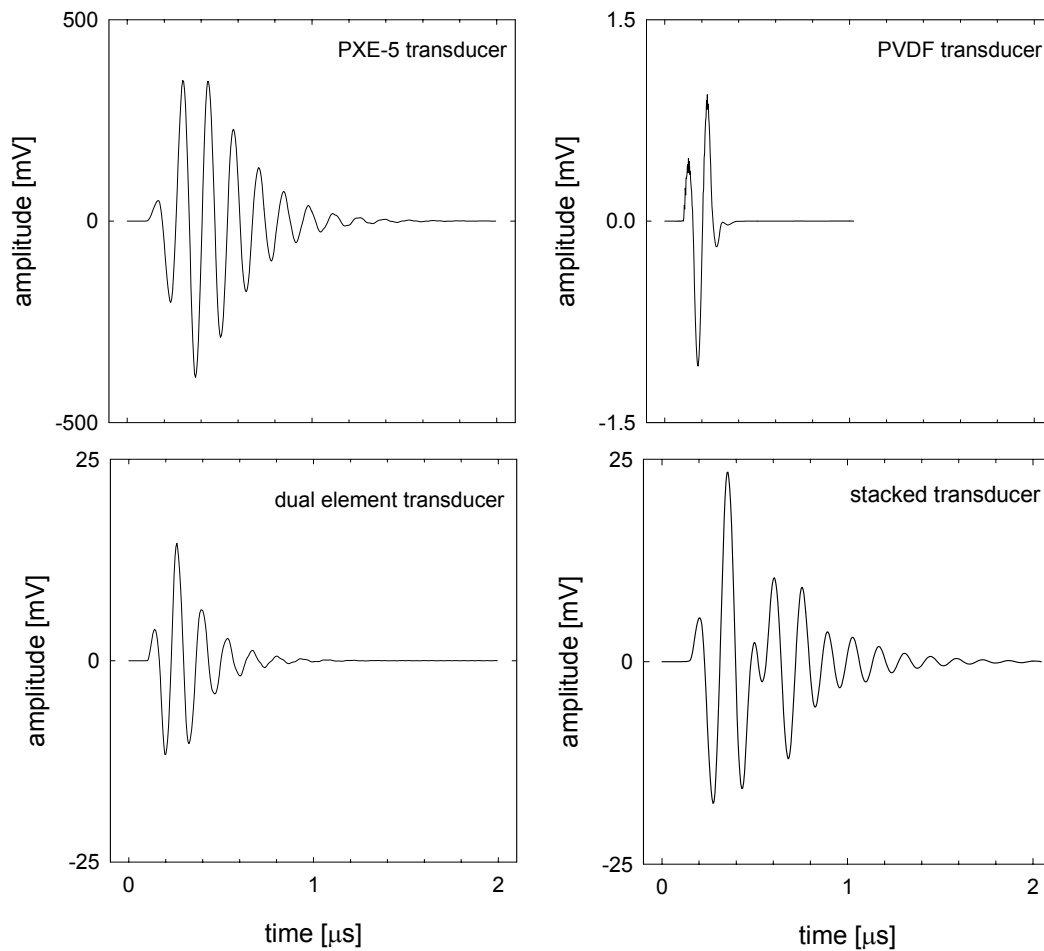 500
PXE-5 transducer
amplitude [mV]
0
-500
1.5
PVDF transducer
amplitude [mV]
0.0
-1.5
25
dual element transducer
amplitude [mV]
0
-25
0
1
2
time [μs]
25
stacked transducer
amplitude [mV]
0
-25
0
1
2
time [μs]